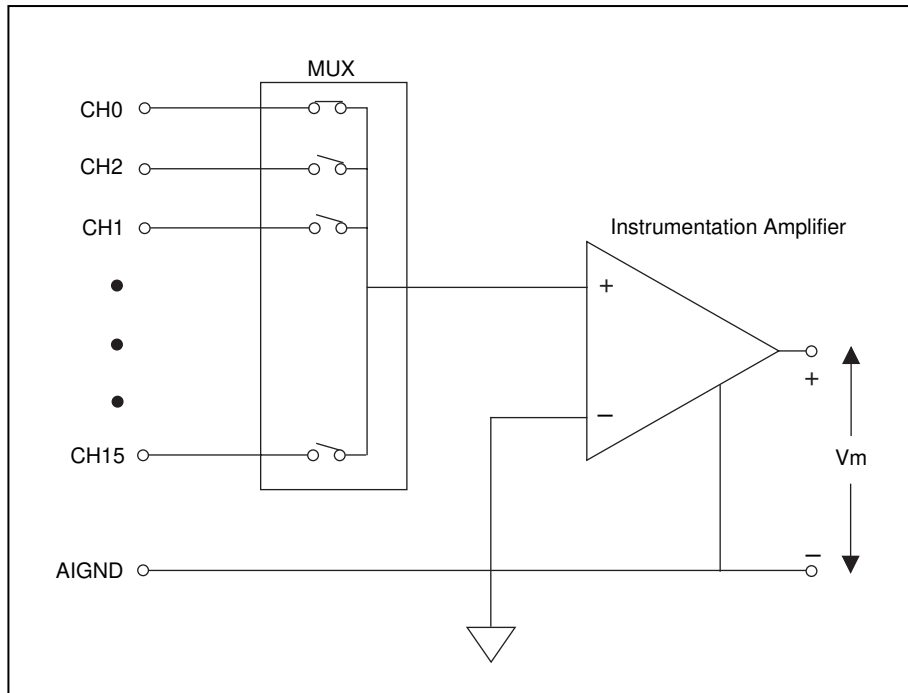 MUX
CH0
CH2
CH1
Instrumentation Amplifier
+
−
+
CH15
Vm
−
AIGND